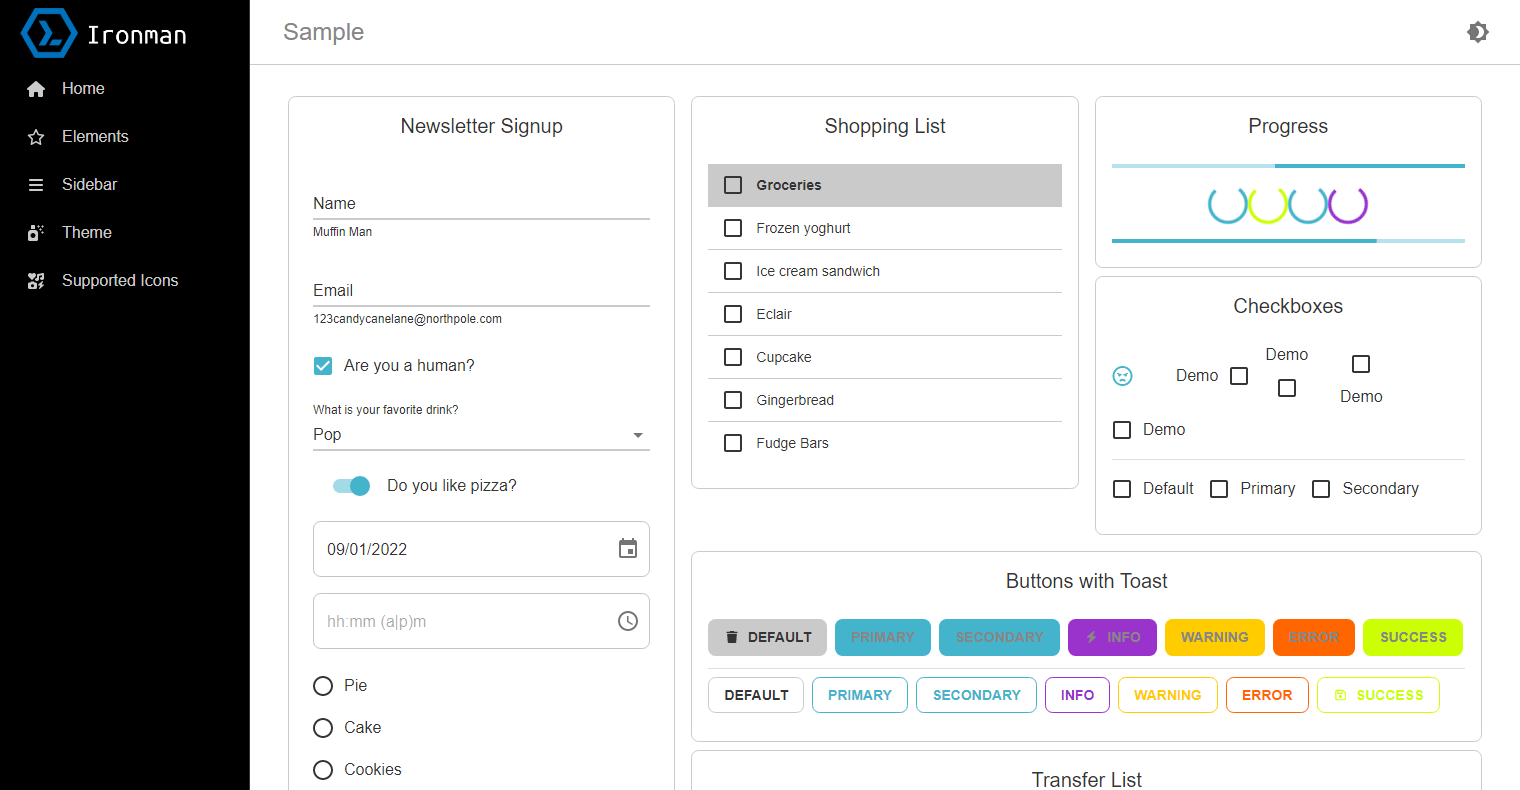 Ironman
Home
Elements
Sidebar
Theme
Supported Icons
Sample
Newsletter Signup
Name
Muffin Man
Email
123candycanelane@northpole.com
Are you a human?
What is your favorite drink?
Pop
Do you like pizza?
09/01/2022
hh:mm (a|p)m
Pie
Cake
Cookies
Shopping List
Groceries
Frozen yoghurt
Ice cream sandwich
Eclair
Cupcake
Gingerbread
Fudge Bars
Progress
Checkboxes
Demo
Demo
Demo
Demo
Default Primary Secondary
Buttons with Toast
DEFAULT PRIMARY SECONDARY INFO WARNING ERROR SUCCESS
DEFAULT PRIMARY SECONDARY INFO WARNING ERROR SUCCESS
Transfer List